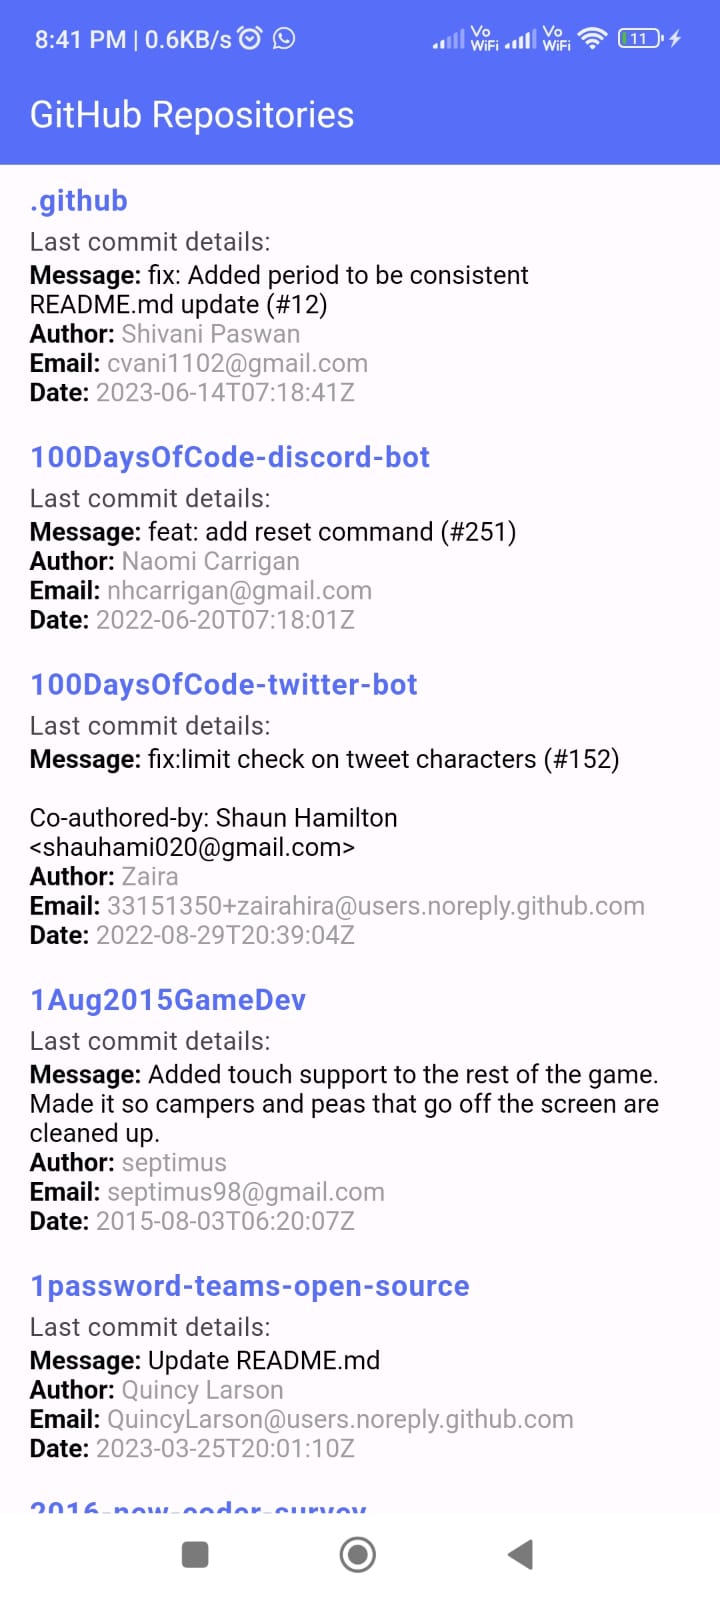 8:41 PM | 0.6KB/s
Vo WiFi Vo WiFi 11
GitHub Repositories
.github
Last commit details:
Message: fix: Added period to be consistent
README.md update (#12)
Author: Shivani Paswan
Email: cvani1102@gmail.com
Date: 2023-06-14T07:18:41Z
100DaysOfCode-discord-bot
Last commit details:
Message: feat: add reset command (#251)
Author: Naomi Carrigan
Email: nhcarrigan@gmail.com
Date: 2022-06-20T07:18:01Z
100DaysOfCode-twitter-bot
Last commit details:
Message: fix:limit check on tweet characters (#152)
Co-authored-by: Shaun Hamilton
<shauhami020@gmail.com>
Author: Zaira
Email: 33151350+zairahira@users.noreply.github.com
Date: 2022-08-29T20:39:04Z
1Aug2015GameDev
Last commit details:
Message: Added touch support to the rest of the game.
Made it so campers and peas that go off the screen are
cleaned up.
Author: septimus
Email: septimus98@gmail.com
Date: 2015-08-03T06:20:07Z
1password-teams-open-source
Last commit details:
Message: Update README.md
Author: Quincy Larson
Email: QuincyLarson@users.noreply.github.com
Date: 2023-03-25T20:01:10Z
2016-new-coder-survey